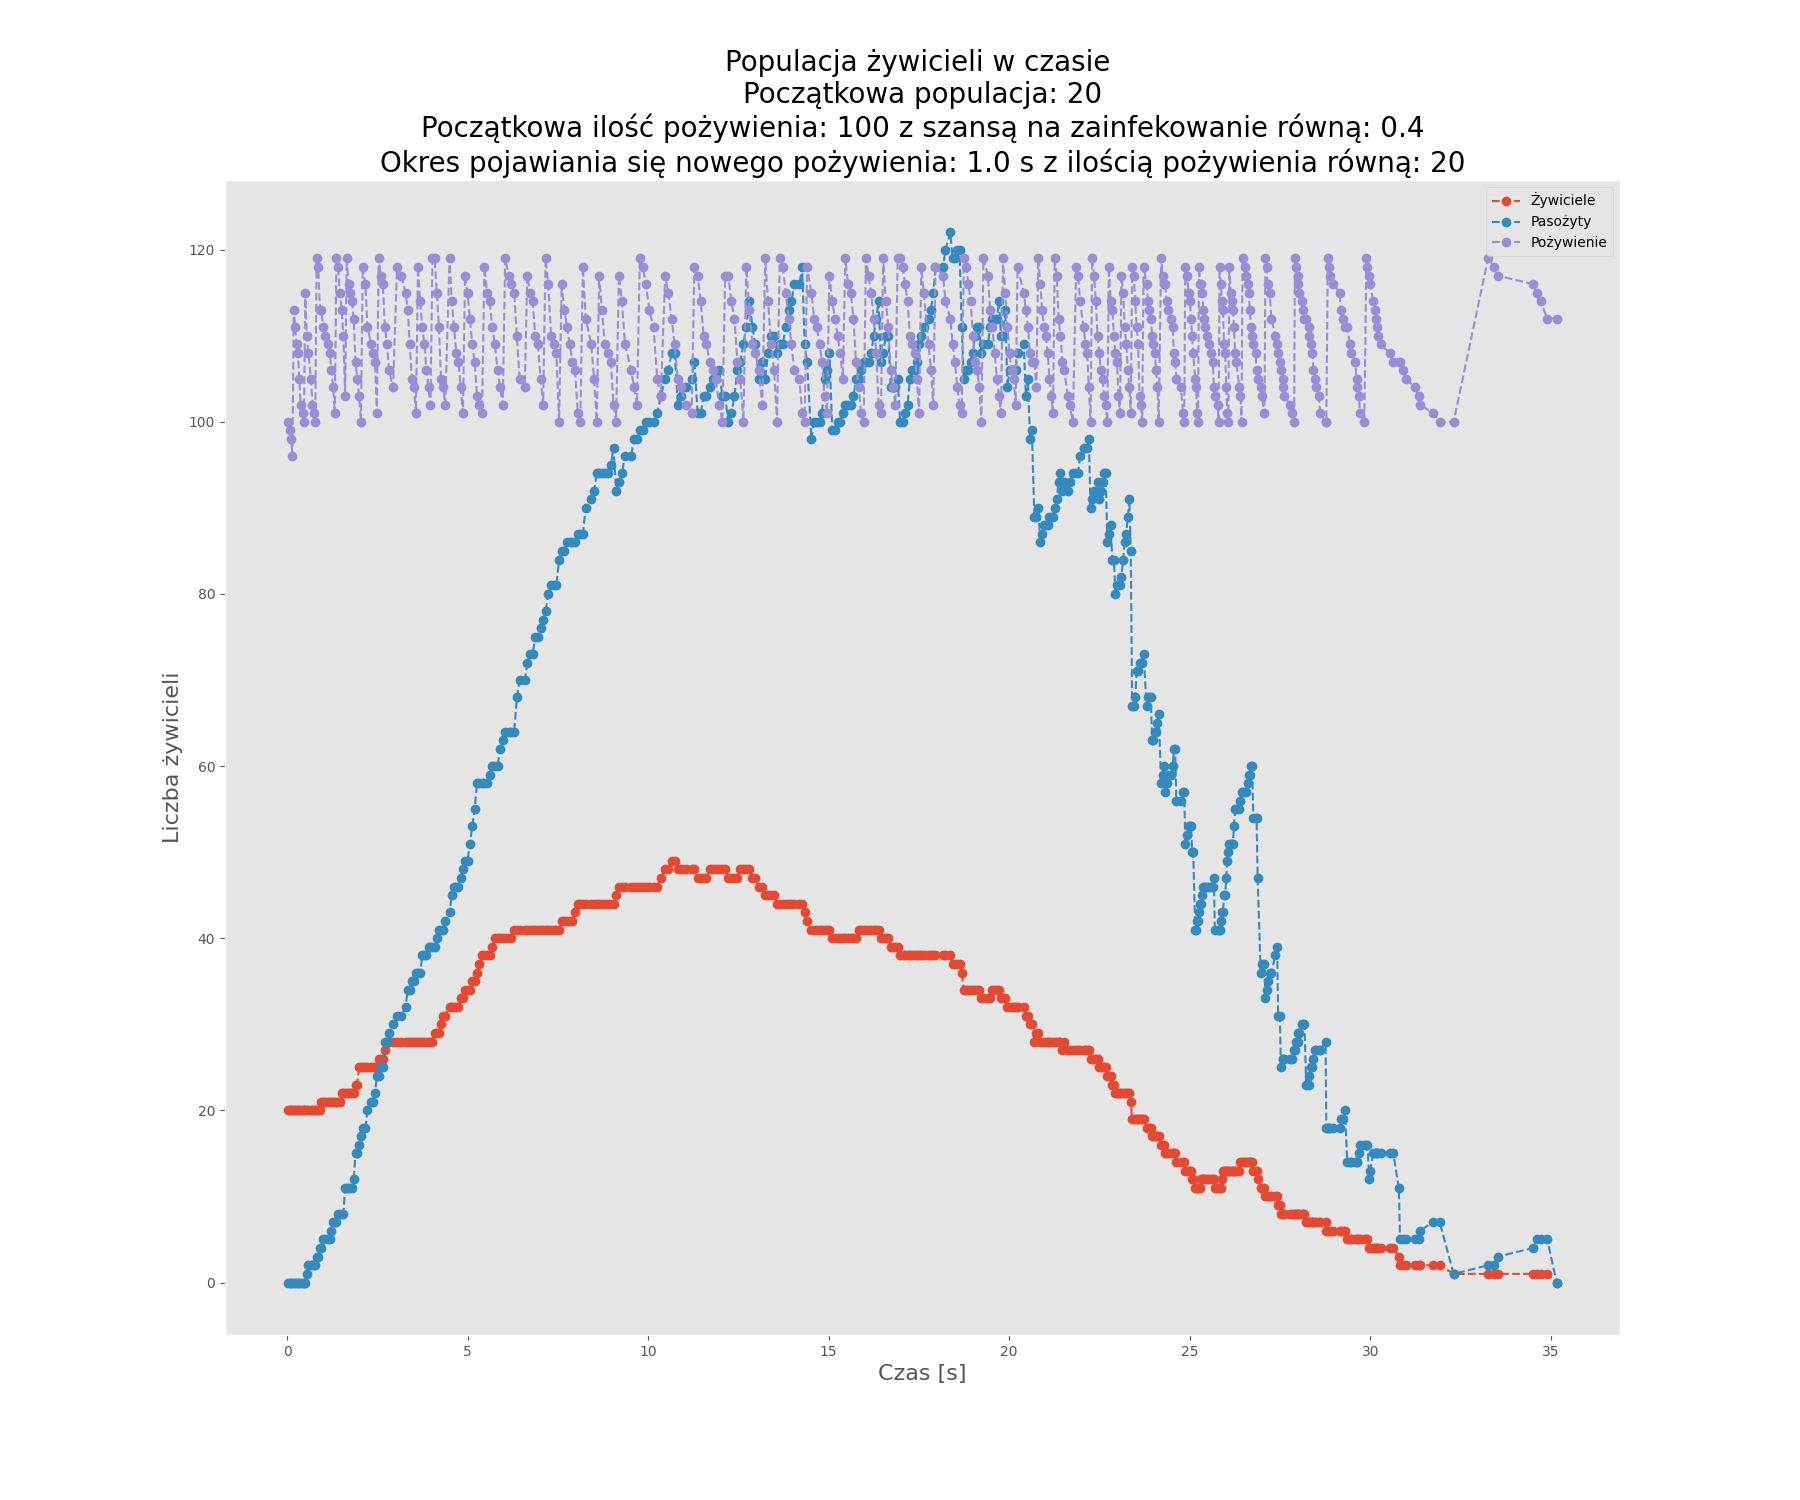 Populacja żywicieli w czasie
Początkowa populacja: 20
Początkowa ilość pożywienia: 100 z szansą na zainfekowanie równą: 0.4
Okres pojawiania się nowego pożywienia: 1.0 s z ilością pożywienia równą: 20
Żywiciele
Pasożyty
Pożywienie
120
100
80
60
40
20
0
Liczba żywicieli
0 5 10 15 20 25 30 35
Czas [s]